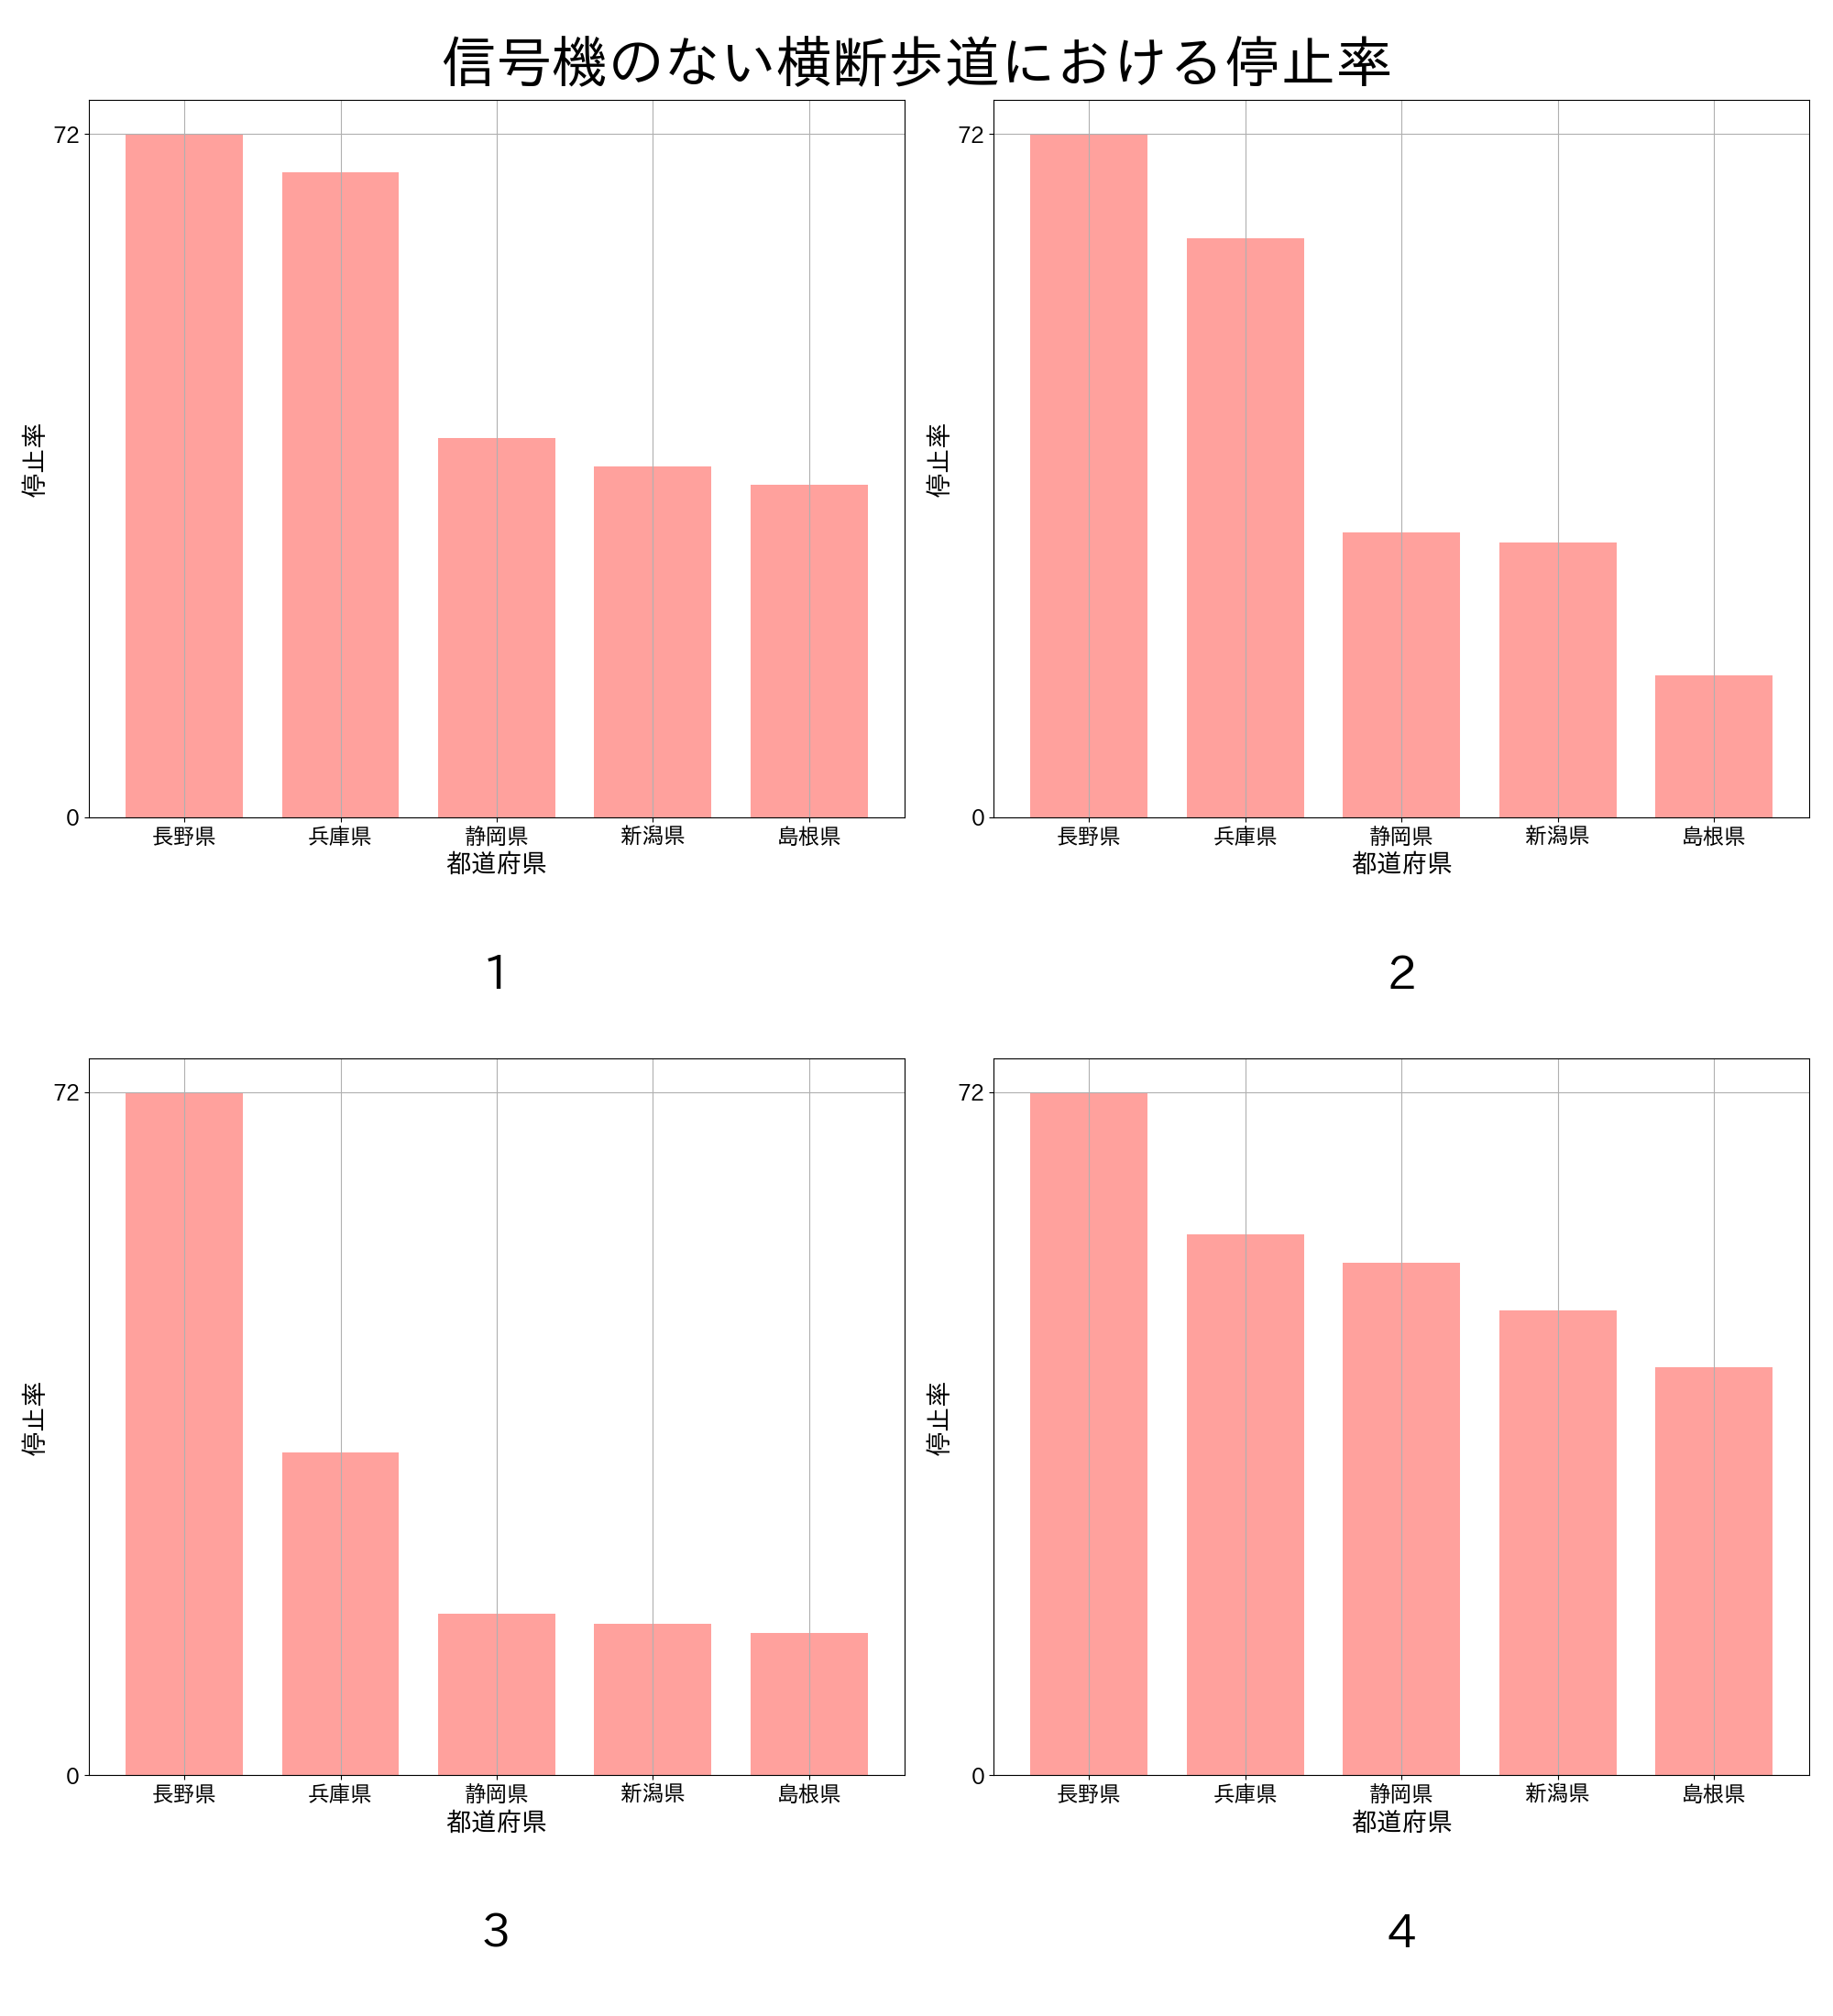 信号機のない横断歩道における停止率
72
0
停止率
長野県 兵庫県 静岡県 新潟県 島根県
都道府県
1
72
0
停止率
長野県 兵庫県 静岡県 新潟県 島根県
都道府県
2
72
0
停止率
長野県 兵庫県 静岡県 新潟県 島根県
都道府県
3
72
0
停止率
長野県 兵庫県 静岡県 新潟県 島根県
都道府県
4